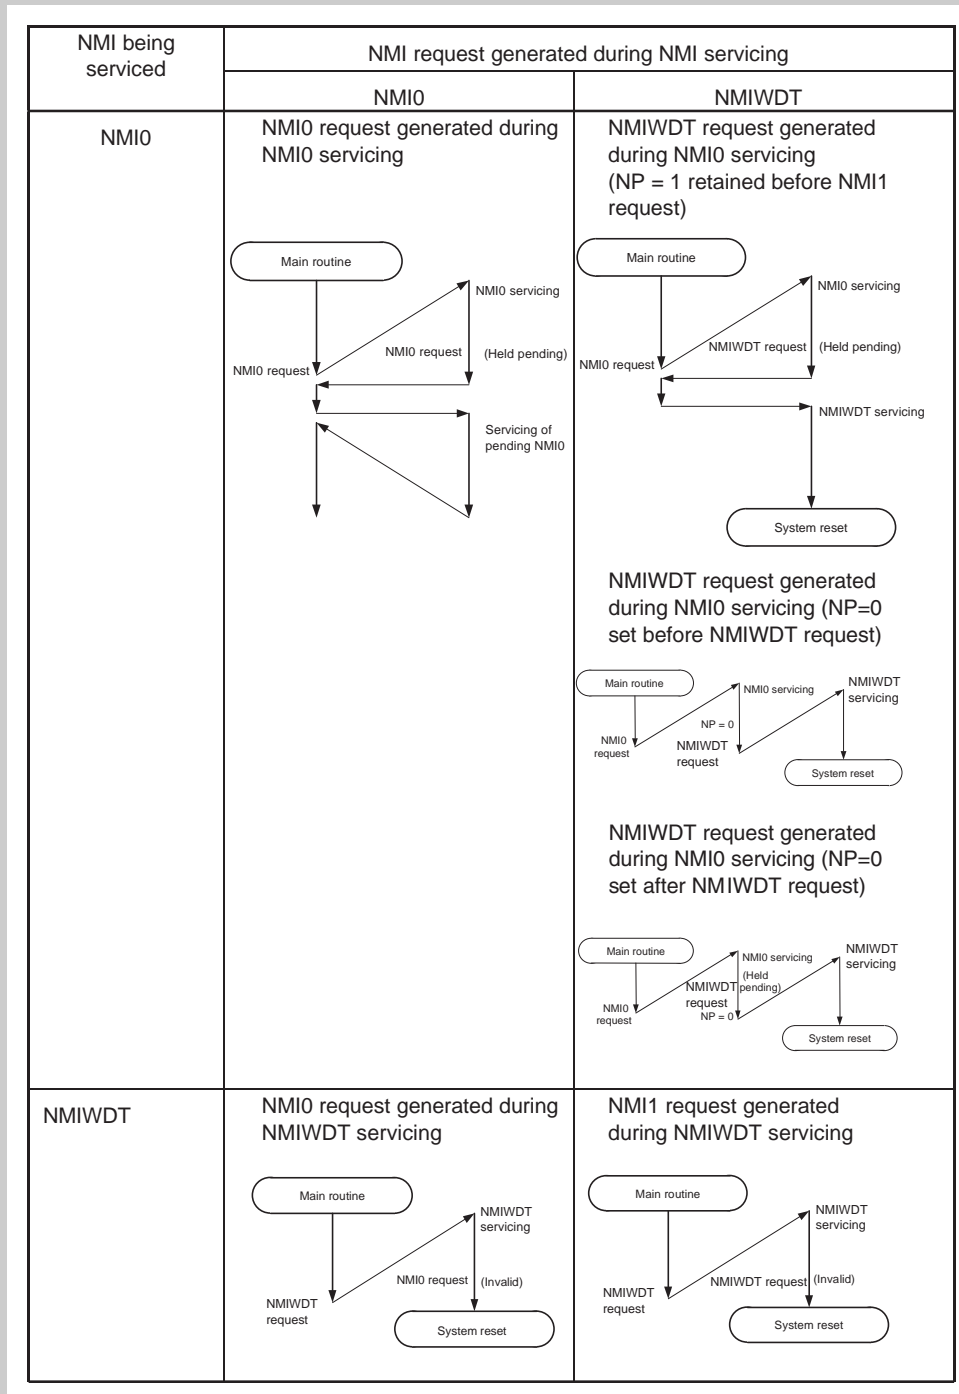 NMI being
serviced
NMI request generated during NMI servicing
NMI0
NMIWDT
NMI0
NMI0 request generated during
NMI0 servicing
Main routine
NMI0 servicing
NMI0 request
(Held pending)
NMI0 request
Servicing of
pending NMI0
NMIWDT request generated
during NMI0 servicing
(NP = 1 retained before NMI1
request)
Main routine
NMI0 servicing
NMIWDT request
(Held pending)
NMI0 request
NMIWDT servicing
System reset
NMIWDT request generated
during NMI0 servicing (NP=0
set before NMIWDT request)
Main routine
NMI0 servicing
NMIWDT
servicing
NP = 0
NMI0
request
NMIWDT
request
System reset
NMIWDT request generated
during NMI0 servicing (NP=0
set after NMIWDT request)
Main routine
NMI0 servicing
NMIWDT
servicing
(Held
pending)
NMIWDT
request
NP = 0
NMI0
request
System reset
NMIWDT
NMI0 request generated during
NMIWDT servicing
Main routine
NMIWDT
servicing
NMI0 request
(Invalid)
NMIWDT
request
System reset
NMI1 request generated
during NMIWDT servicing
Main routine
NMIWDT
servicing
NMIWDT request
(Invalid)
NMIWDT
request
System reset